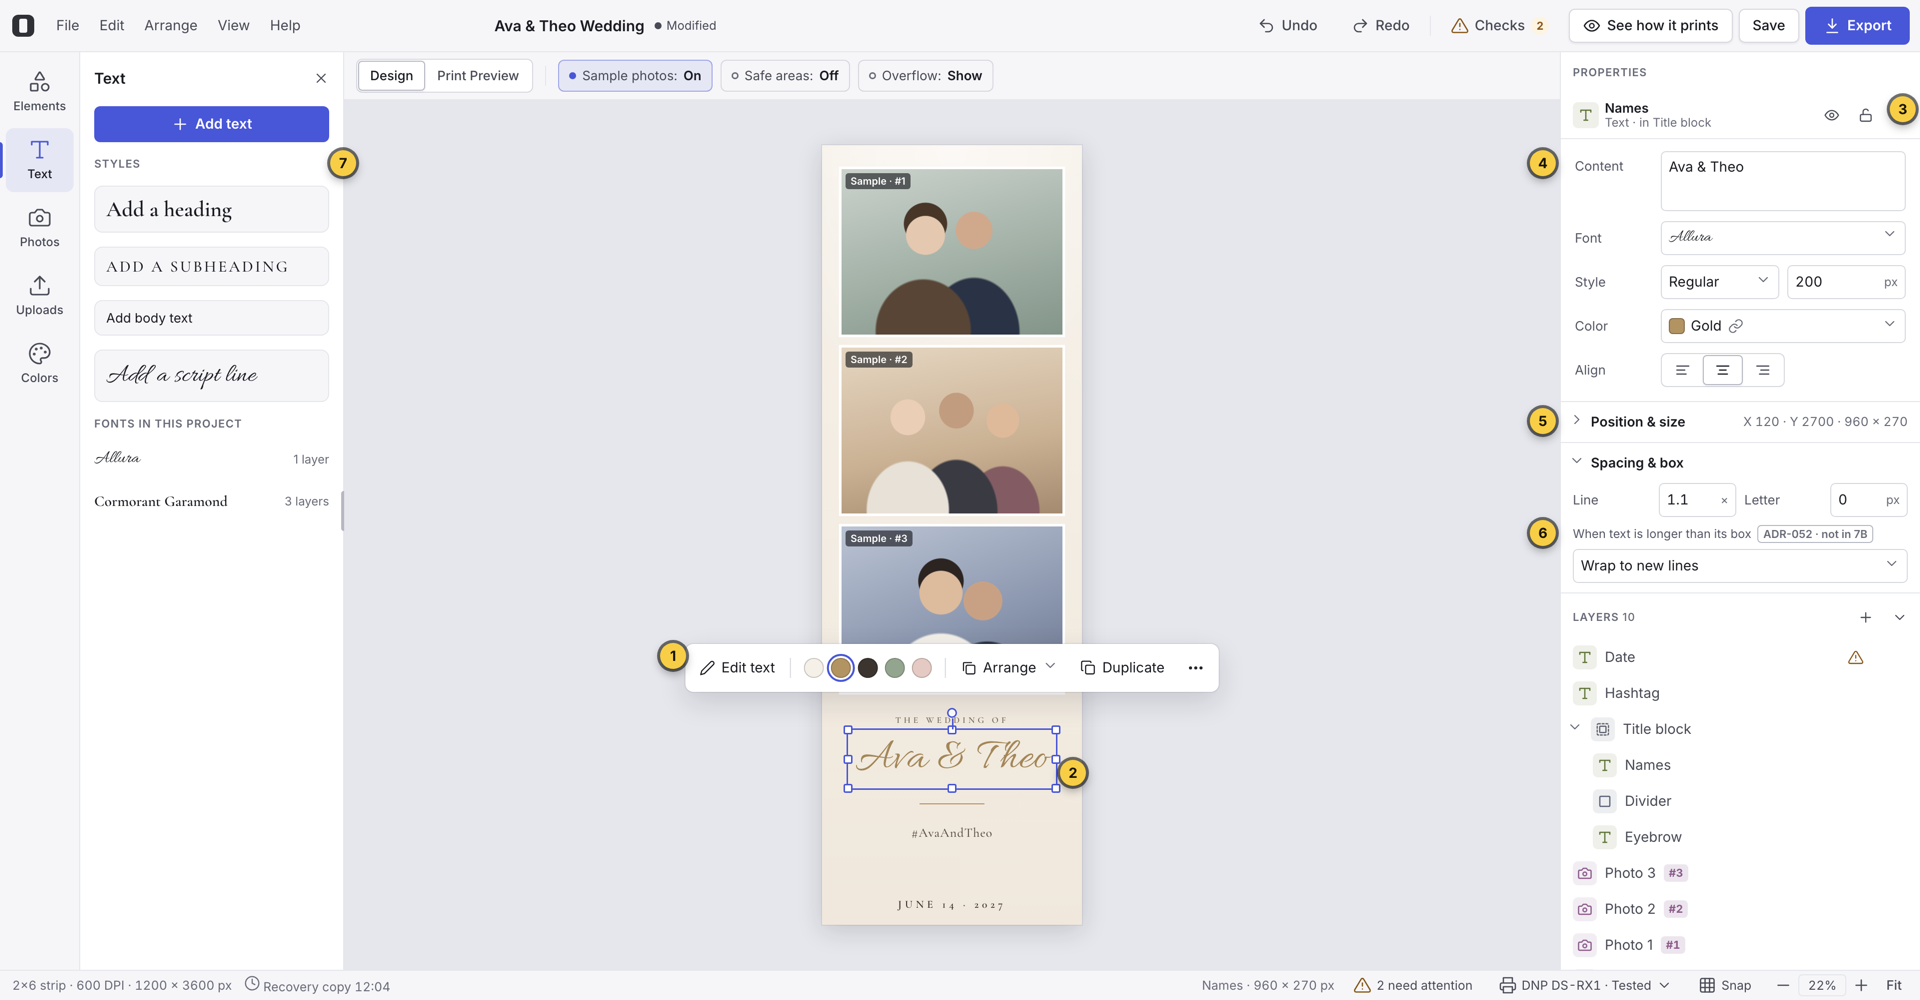 File Edit Arrange View Help
Ava & Theo Wedding Modified
Undo Redo Checks 2 See how it prints Save Export
Elements
Text
Photos
Uploads
Colors
Text
Add text
STYLES
7
Add a heading
ADD A SUBHEADING
Add body text
Add a script line
FONTS IN THIS PROJECT
Allura 1 layer
Cormorant Garamond 3 layers
Design Print Preview Sample photos: On Safe areas: Off Overflow: Show
Sample · #1
Sample · #2
Sample · #3
1
Edit text Arrange Duplicate
THE WEDDING OF
Ava & Theo
2
#AvaAndTheo
JUNE 14 · 2027
PROPERTIES
Names
Text · in Title block
3
4
Content Ava & Theo
Font Allura
Style Regular 200 px
Color Gold
Align
5
Position & size X 120 · Y 2700 · 960 × 270
Spacing & box
Line 1.1 × Letter 0 px
6
When text is longer than its box ADR-052 · not in 7B
Wrap to new lines
LAYERS 10
Date
Hashtag
Title block
Names
Divider
Eyebrow
Photo 3 #3
Photo 2 #2
Photo 1 #1
2×6 strip · 600 DPI · 1200 × 3600 px Recovery copy 12:04
Names · 960 × 270 px 2 need attention DNP DS-RX1 · Tested Snap 22% Fit